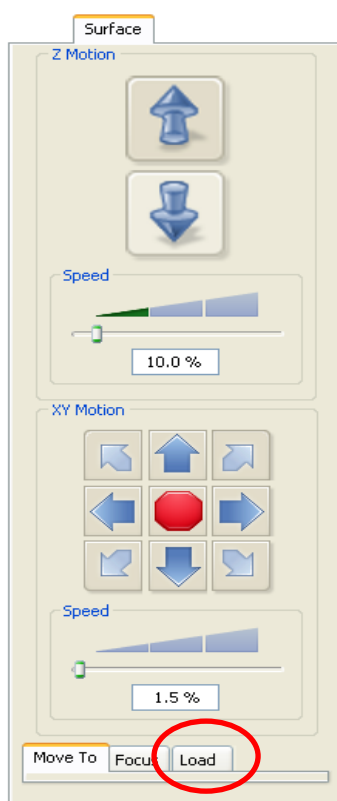 Surface
Z Motion
Speed
10.0 %
XY Motion
Speed
1.5 %
Move To Focus Load